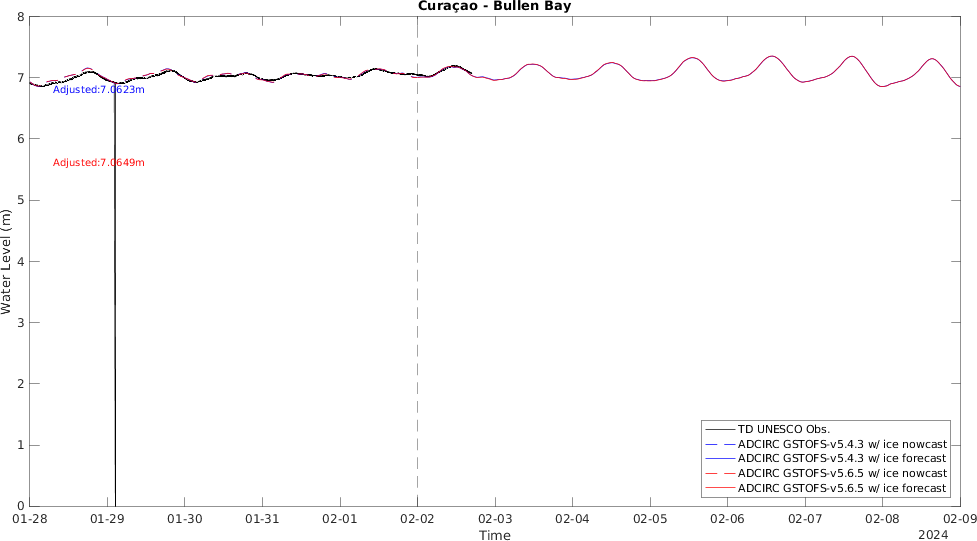 Curaçao - Bullen Bay
8
7
6
5
4
3
2
1
0
Water Level (m)
Adjusted:7.0623m
Adjusted:7.0649m
TD UNESCO Obs.
ADCIRC GSTOFS-v5.4.3 w/ ice nowcast
ADCIRC GSTOFS-v5.4.3 w/ ice forecast
ADCIRC GSTOFS-v5.6.5 w/ ice nowcast
ADCIRC GSTOFS-v5.6.5 w/ ice forecast
01-28 01-29 01-30 01-31 02-01 02-02 02-03 02-04 02-05 02-06 02-07 02-08 02-09
Time
2024